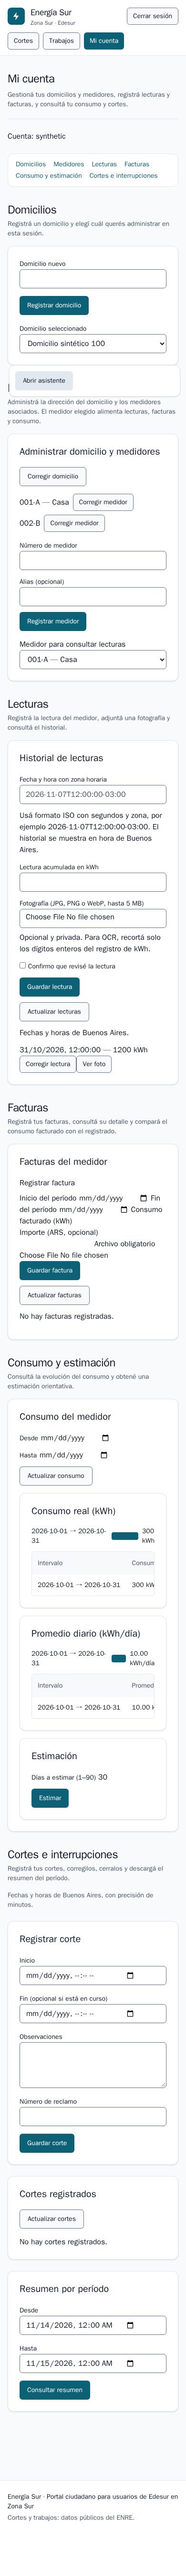 Energía Sur
Zona Sur · Edesur
Cerrar sesión
Cortes
Trabajos
Mi cuenta
Mi cuenta
Gestioná tus domicilios y medidores, registrá lecturas y
facturas, y consultá tu consumo y cortes.
Cuenta: synthetic
Domicilios
Medidores
Lecturas
Facturas
Consumo y estimación
Cortes e interrupciones
Domicilios
Registrá un domicilio y elegí cuál querés administrar en
esta sesión.
Domicilio nuevo
Registrar domicilio
Domicilio seleccionado
Domicilio sintético 100
Abrir asistente
Administrá la dirección del domicilio y los medidores
asociados. El medidor elegido alimenta lecturas, facturas
y consumo.
Administrar domicilio y medidores
Corregir domicilio
001-A — Casa
Corregir medidor
002-B
Corregir medidor
Número de medidor
Alias (opcional)
Registrar medidor
Medidor para consultar lecturas
001-A — Casa
Lecturas
Registrá la lectura del medidor, adjuntá una fotografía y
consultá el historial.
Historial de lecturas
Fecha y hora con zona horaria
2026-11-07T12:00:00-03:00
Usá formato ISO con segundos y zona, por
ejemplo 2026-11-07T12:00:00-03:00. El
historial se muestra en hora de Buenos
Aires.
Lectura acumulada en kWh
Fotografía (JPG, PNG o WebP, hasta 5 MB)
Choose File No file chosen
Opcional y privada. Para OCR, recortá solo
los dígitos enteros del registro de kWh.
Confirmo que revisé la lectura
Guardar lectura
Actualizar lecturas
Fechas y horas de Buenos Aires.
31/10/2026, 12:00:00 — 1200 kWh
Corregir lectura
Ver foto
Facturas
Registrá tus facturas, consultá su detalle y compará el
consumo facturado con el registrado.
Facturas del medidor
Registrar factura
Inicio del período mm/dd/yyyy Fin
del período mm/dd/yyyy Consumo
facturado (kWh)
Importe (ARS, opcional)
Archivo obligatorio
Choose File No file chosen
Guardar factura
Actualizar facturas
No hay facturas registradas.
Consumo y estimación
Consultá la evolución del consumo y obtené una
estimación orientativa.
Consumo del medidor
Desde mm/dd/yyyy
Hasta mm/dd/yyyy
Actualizar consumo
Consumo real (kWh)
2026-10-01 → 2026-10-
31
300
kWh
Intervalo
Consum
2026-10-01 → 2026-10-31
300 kW
Promedio diario (kWh/día)
2026-10-01 → 2026-10-
31
10.00
kWh/día
Intervalo
Promed
2026-10-01 → 2026-10-31
10.00 k
Estimación
Días a estimar (1–90) 30
Estimar
Cortes e interrupciones
Registrá tus cortes, corregilos, cerralos y descargá el
resumen del período.
Fechas y horas de Buenos Aires, con precisión de
minutos.
Registrar corte
Inicio
mm/dd/yyyy, --:-- --
Fin (opcional si está en curso)
mm/dd/yyyy, --:-- --
Observaciones
Número de reclamo
Guardar corte
Cortes registrados
Actualizar cortes
No hay cortes registrados.
Resumen por período
Desde
11/14/2026, 12:00 AM
Hasta
11/15/2026, 12:00 AM
Consultar resumen
Energía Sur · Portal ciudadano para usuarios de Edesur en
Zona Sur
Cortes y trabajos: datos públicos del ENRE.